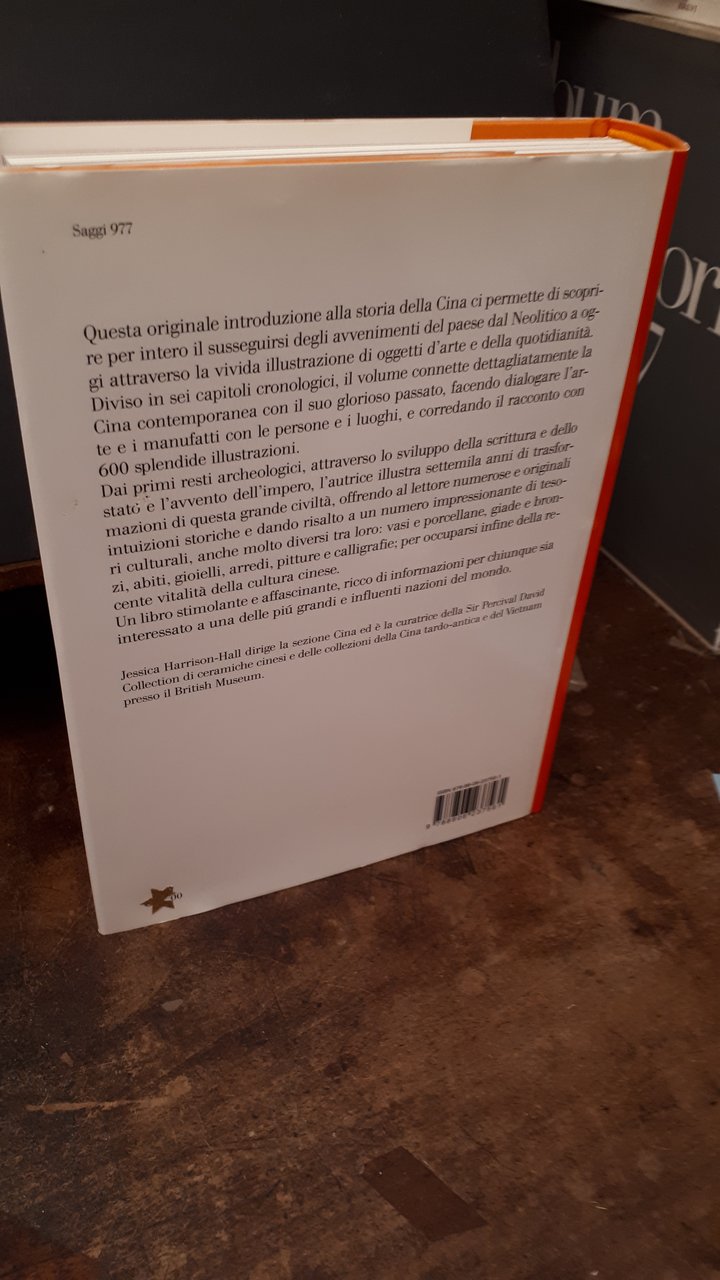 Saggi 977
Questa originale introduzione alla storia della Cina ci permette di scopri-
re per intero il susseguirsi degli avvenimenti del paese dal Neolitico a og-
gi attraverso la vivida illustrazione di oggetti d'arte e della quotidianità.
Diviso in sei capitoli cronologici, il volume connette dettagliatamente la
Cina contemporanea con il suo glorioso passato, facendo dialogare l'ar-
te e i manufatti con le persone e i luoghi, e corredando il racconto con
600 splendide illustrazioni.
Dai primi resti archeologici, attraverso lo sviluppo della scrittura e dello
stato e l'avvento dell'impero, l'autrice illustra settemila anni di trasfor-
mazioni di questa grande civiltà, offrendo al lettore numerose e originali
intuizioni storiche e dando risalto a un numero impressionante di teso-
ri culturali, anche molto diversi tra loro: vasi e porcellane, giade e bron-
zi, abiti, gioielli, arredi, pitture e calligrafie; per occuparsi infine della re-
cente vitalità della cultura cinese.
Un libro stimolante e affascinante, ricco di informazioni per chiunque sia
interessato a una delle piú grandi e influenti nazioni del mondo.
Jessica Harrison-Hall dirige la sezione Cina ed è la curatrice della Sir Percival David
Collection di ceramiche cinesi e delle collezioni della Cina tardo-antica e del Vietnam
presso il British Museum.
00